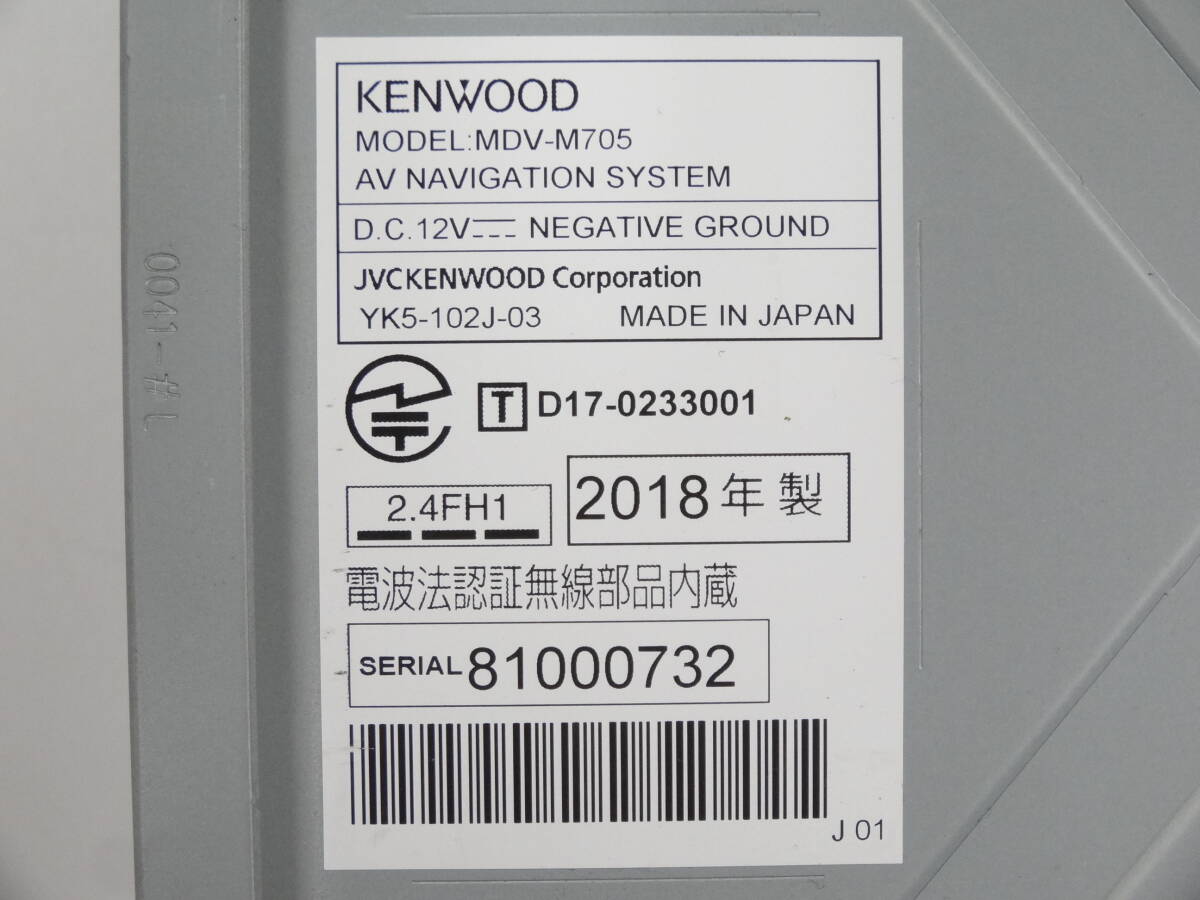 KENWOOD
MODEL:MDV-M705
AV NAVIGATION SYSTEM
D.C.12V NEGATIVE GROUND
JVCKENWOOD Corporation
YK5-102J-03 MADE IN JAPAN
T D17-0233001
2.4FH1
2018年製
電波法認証無線部品内蔵
SERIAL 81000732
J 01
0041-#1